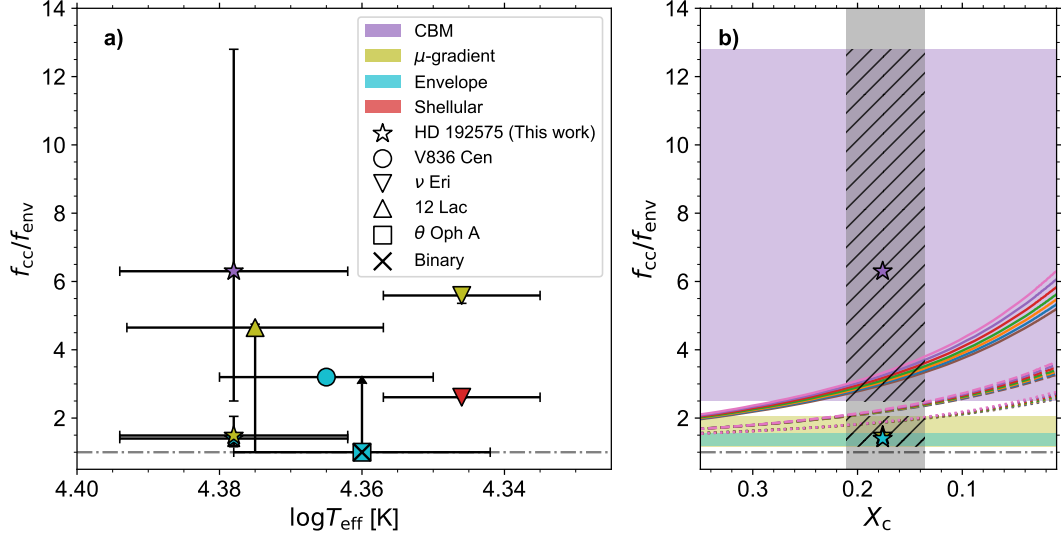 a)
CBM
μ-gradient
Envelope
Shellular
HD 192575 (This work)
V836 Cen
ν Eri
12 Lac
θ Oph A
Binary
14
12
10
8
6
4
2
f_cc/f_env
4.40
4.38
4.36
4.34
logT_eff [K]
b)
14
12
10
8
6
4
2
f_cc/f_env
0.3
0.2
0.1
X_c